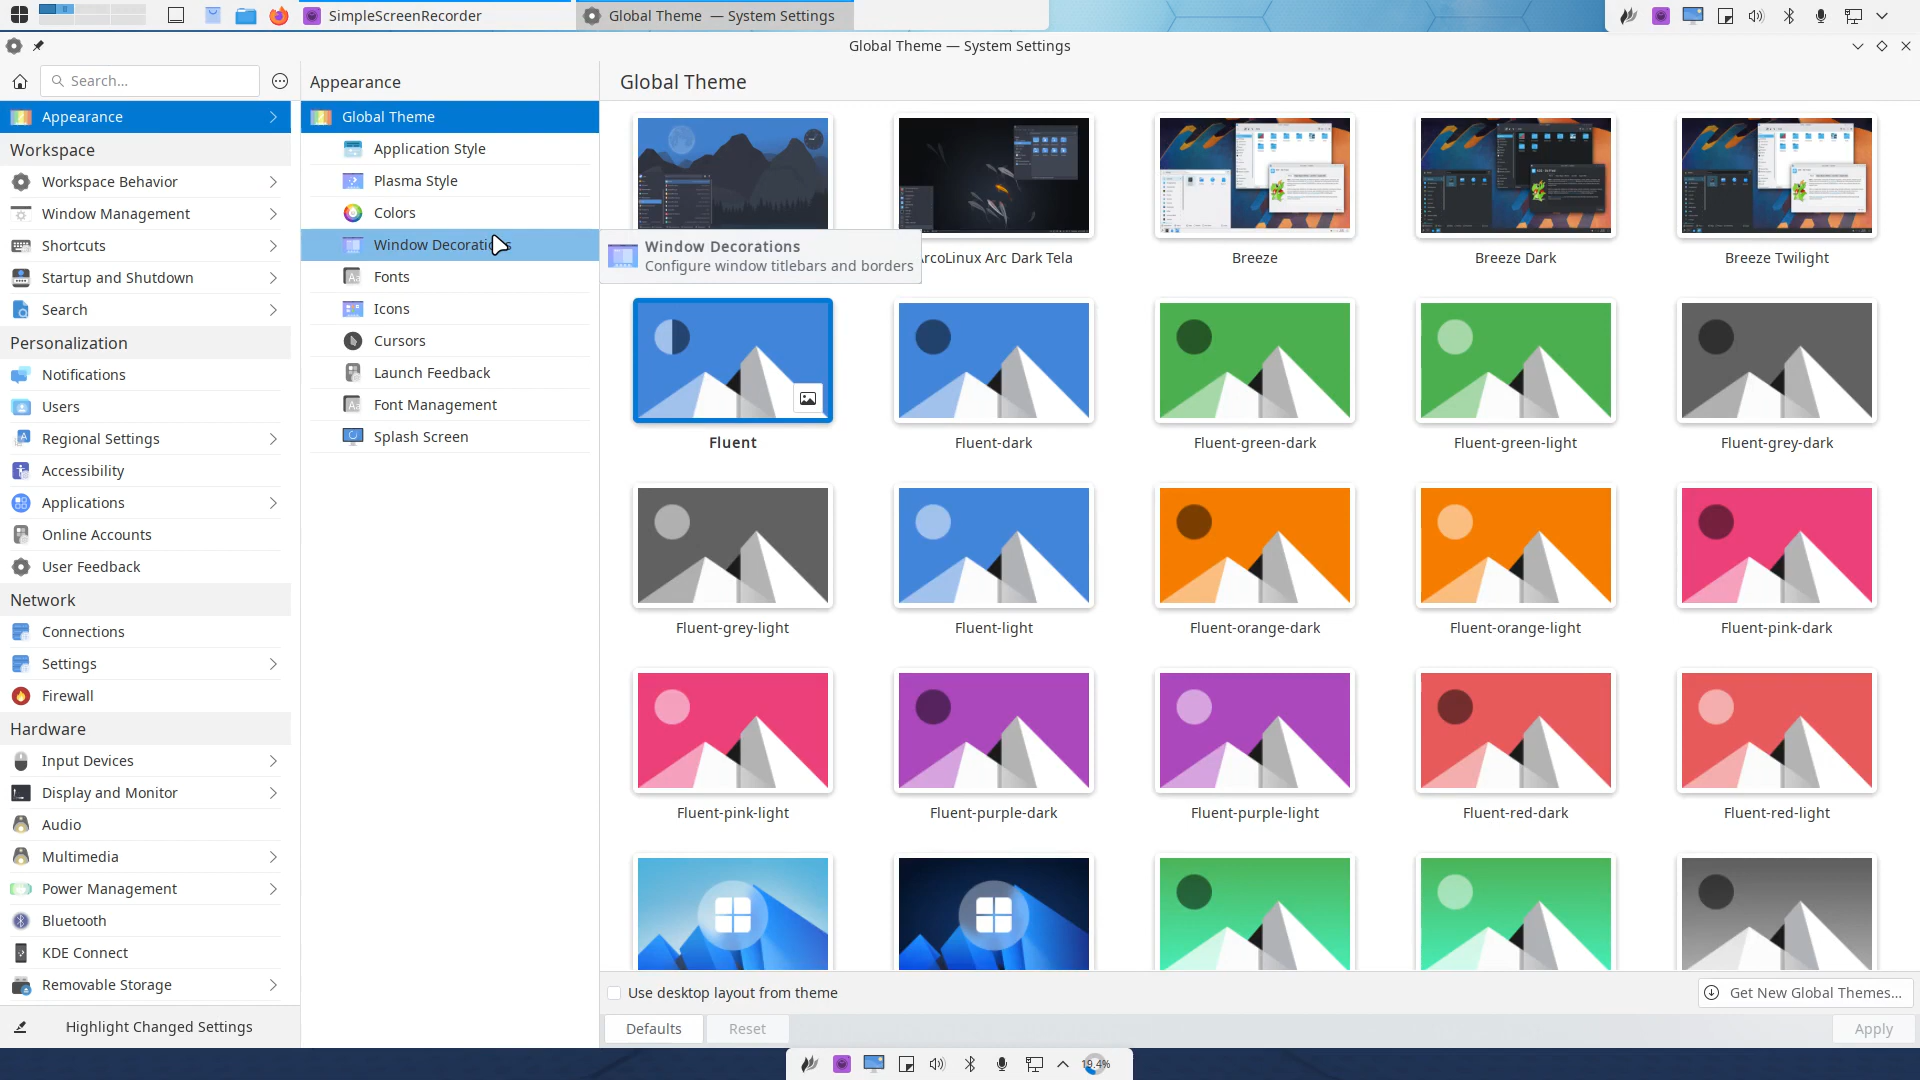 SimpleScreenRecorder
Global Theme — System Settings
Global Theme — System Settings
Search...
Appearance
Global Theme
Appearance
Workspace
Workspace Behavior
Window Management
Shortcuts
Startup and Shutdown
Search
Personalization
Notifications
Users
Regional Settings
Accessibility
Applications
Online Accounts
User Feedback
Network
Connections
Settings
Firewall
Hardware
Input Devices
Display and Monitor
Audio
Multimedia
Power Management
Bluetooth
KDE Connect
Removable Storage
Highlight Changed Settings
Global Theme
Application Style
Plasma Style
Colors
Window Decorations
Fonts
Icons
Cursors
Launch Feedback
Font Management
Splash Screen
Window Decorations
Configure window titlebars and borders
ArcoLinux Arc Dark Tela
Breeze
Breeze Dark
Breeze Twilight
Fluent
Fluent-dark
Fluent-green-dark
Fluent-green-light
Fluent-grey-dark
Fluent-grey-light
Fluent-light
Fluent-orange-dark
Fluent-orange-light
Fluent-pink-dark
Fluent-pink-light
Fluent-purple-dark
Fluent-purple-light
Fluent-red-dark
Fluent-red-light
Use desktop layout from theme
Get New Global Themes...
Defaults
Reset
Apply
19.4%